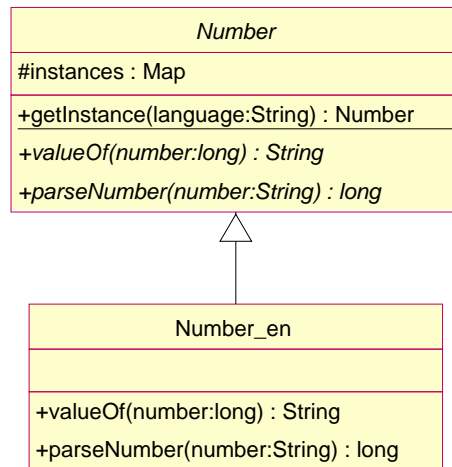 Number
#instances : Map
+getInstance(language:String) : Number
+valueOf(number:long) : String
+parseNumber(number:String) : long
Number_en
+valueOf(number:long) : String
+parseNumber(number:String) : long